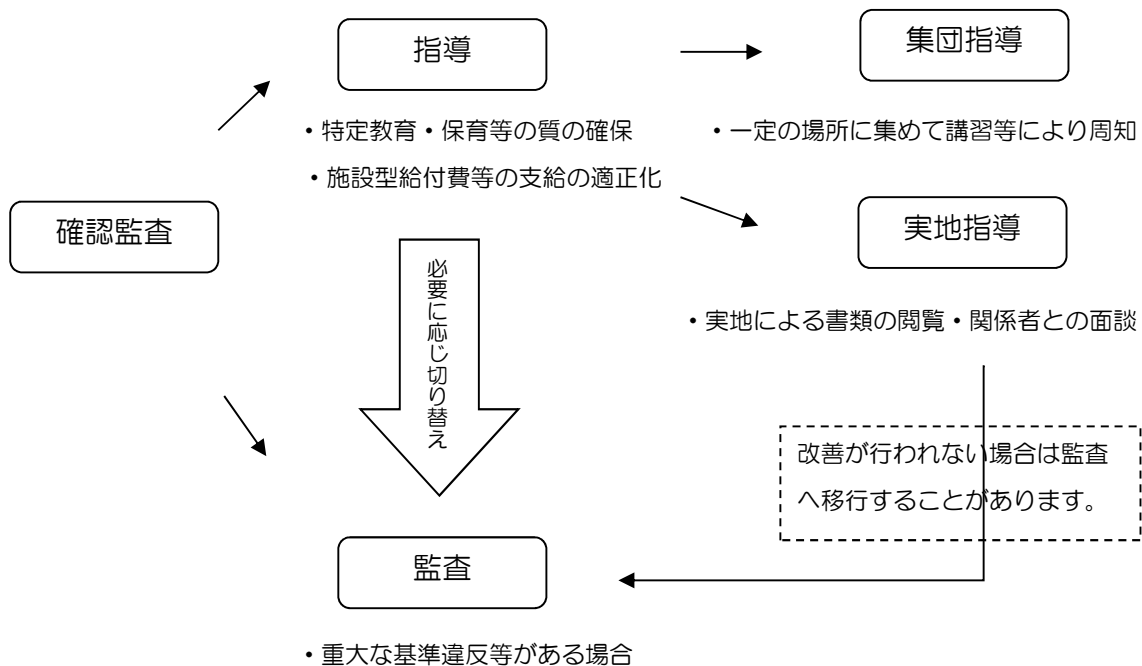 指導
集団指導
・特定教育・保育等の質の確保
・一定の場所に集めて講習等により周知
・施設型給付費等の支給の適正化
確認監査
実地指導
必要に応じ切り替え
・実地による書類の閲覧・関係者との面談
改善が行われない場合は監査
へ移行することがあります。
監査
・重大な基準違反等がある場合